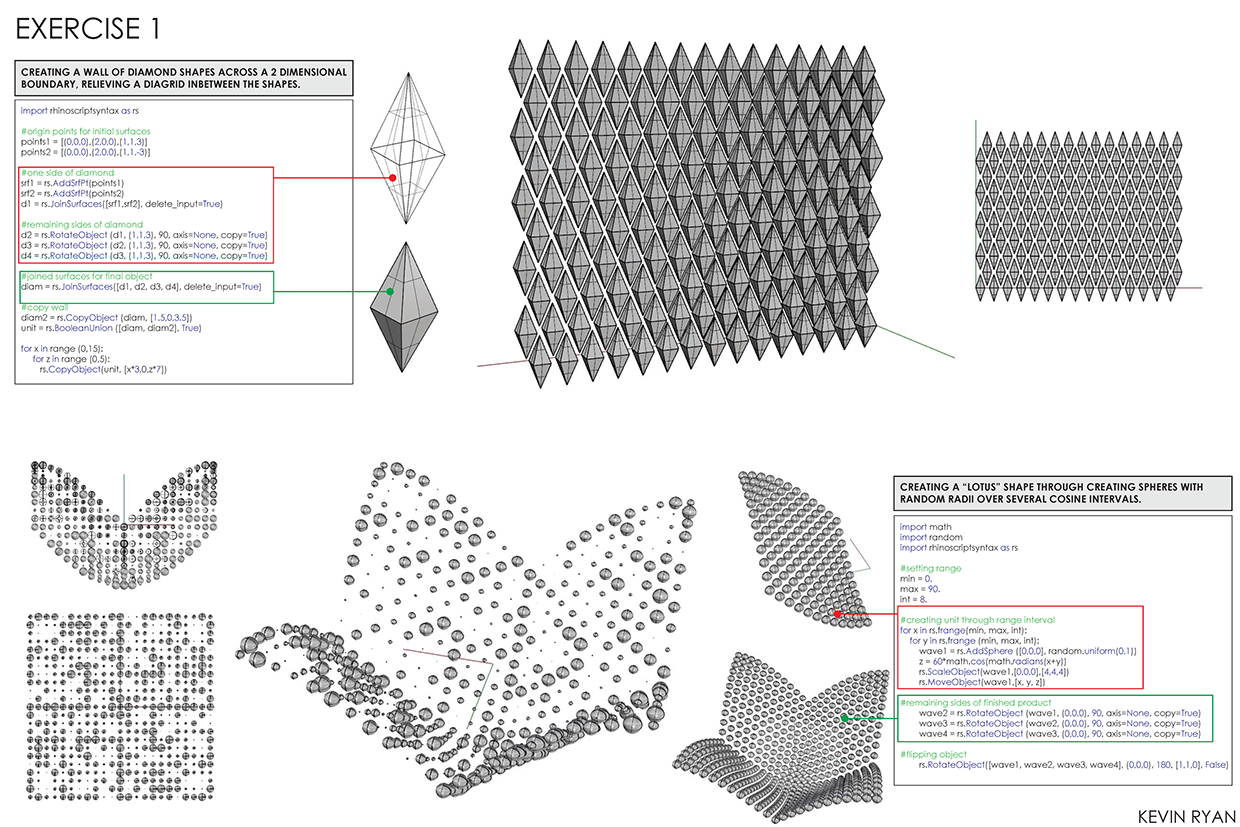 EXERCISE 1
CREATING A WALL OF DIAMOND SHAPES ACROSS A 2 DIMENSIONAL
BOUNDARY, RELIEVING A DIAGRID INBETWEEN THE SHAPES.
import rhinoscriptsyntax as rs
#origin points for initial surfaces
points1 = [(0,0,0),(2,0,0),(1,1,3)]
points2 = [(0,0,0),(2,0,0),(1,1,-3)]
#one side of diamond
srf1 = rs.AddSrfPt(points1)
srf2 = rs.AddSrfPt(points2)
d1 = rs.JoinSurfaces([srf1,srf2], delete_input=True)
#remaining sides of diamond
d2 = rs.RotateObject (d1, (1,1,3), 90, axis=None, copy=True)
d3 = rs.RotateObject (d2, (1,1,3), 90, axis=None, copy=True)
d4 = rs.RotateObject (d3, (1,1,3), 90, axis=None, copy=True)
#joined surfaces for final object
diam = rs.JoinSurfaces([d1, d2, d3, d4], delete_input=True)
#copy wall
diam2 = rs.CopyObject (diam, [1.5,0,3.5])
unit = rs.BooleanUnion ([diam, diam2], True)
for x in range (0,15):
for z in range (0,5):
rs.CopyObject(unit, [x*3,0,z*7])
CREATING A “LOTUS” SHAPE THROUGH CREATING SPHERES WITH
RANDOM RADII OVER SEVERAL COSINE INTERVALS.
import math
import random
import rhinoscriptsyntax as rs
#setting range
min = 0.
max = 90.
int = 8.
#creating unit through range interval
for x in rs.frange(min, max, int):
for y in rs.frange (min, max, int):
wave1 = rs.AddSphere ([0,0,0], random.uniform(0,1))
z = 60*math.cos(math.radians(x+y))
rs.ScaleObject(wave1,[0,0,0],[4,4,4])
rs.MoveObject(wave1,[x, y, z])
#remaining sides of finished product
wave2 = rs.RotateObject (wave1, (0,0,0), 90, axis=None, copy=True)
wave3 = rs.RotateObject (wave2, (0,0,0), 90, axis=None, copy=True)
wave4 = rs.RotateObject (wave3, (0,0,0), 90, axis=None, copy=True)
#flipping object
rs.RotateObject([wave1, wave2, wave3, wave4], (0,0,0), 180, [1,1,0], False)
KEVIN RYAN